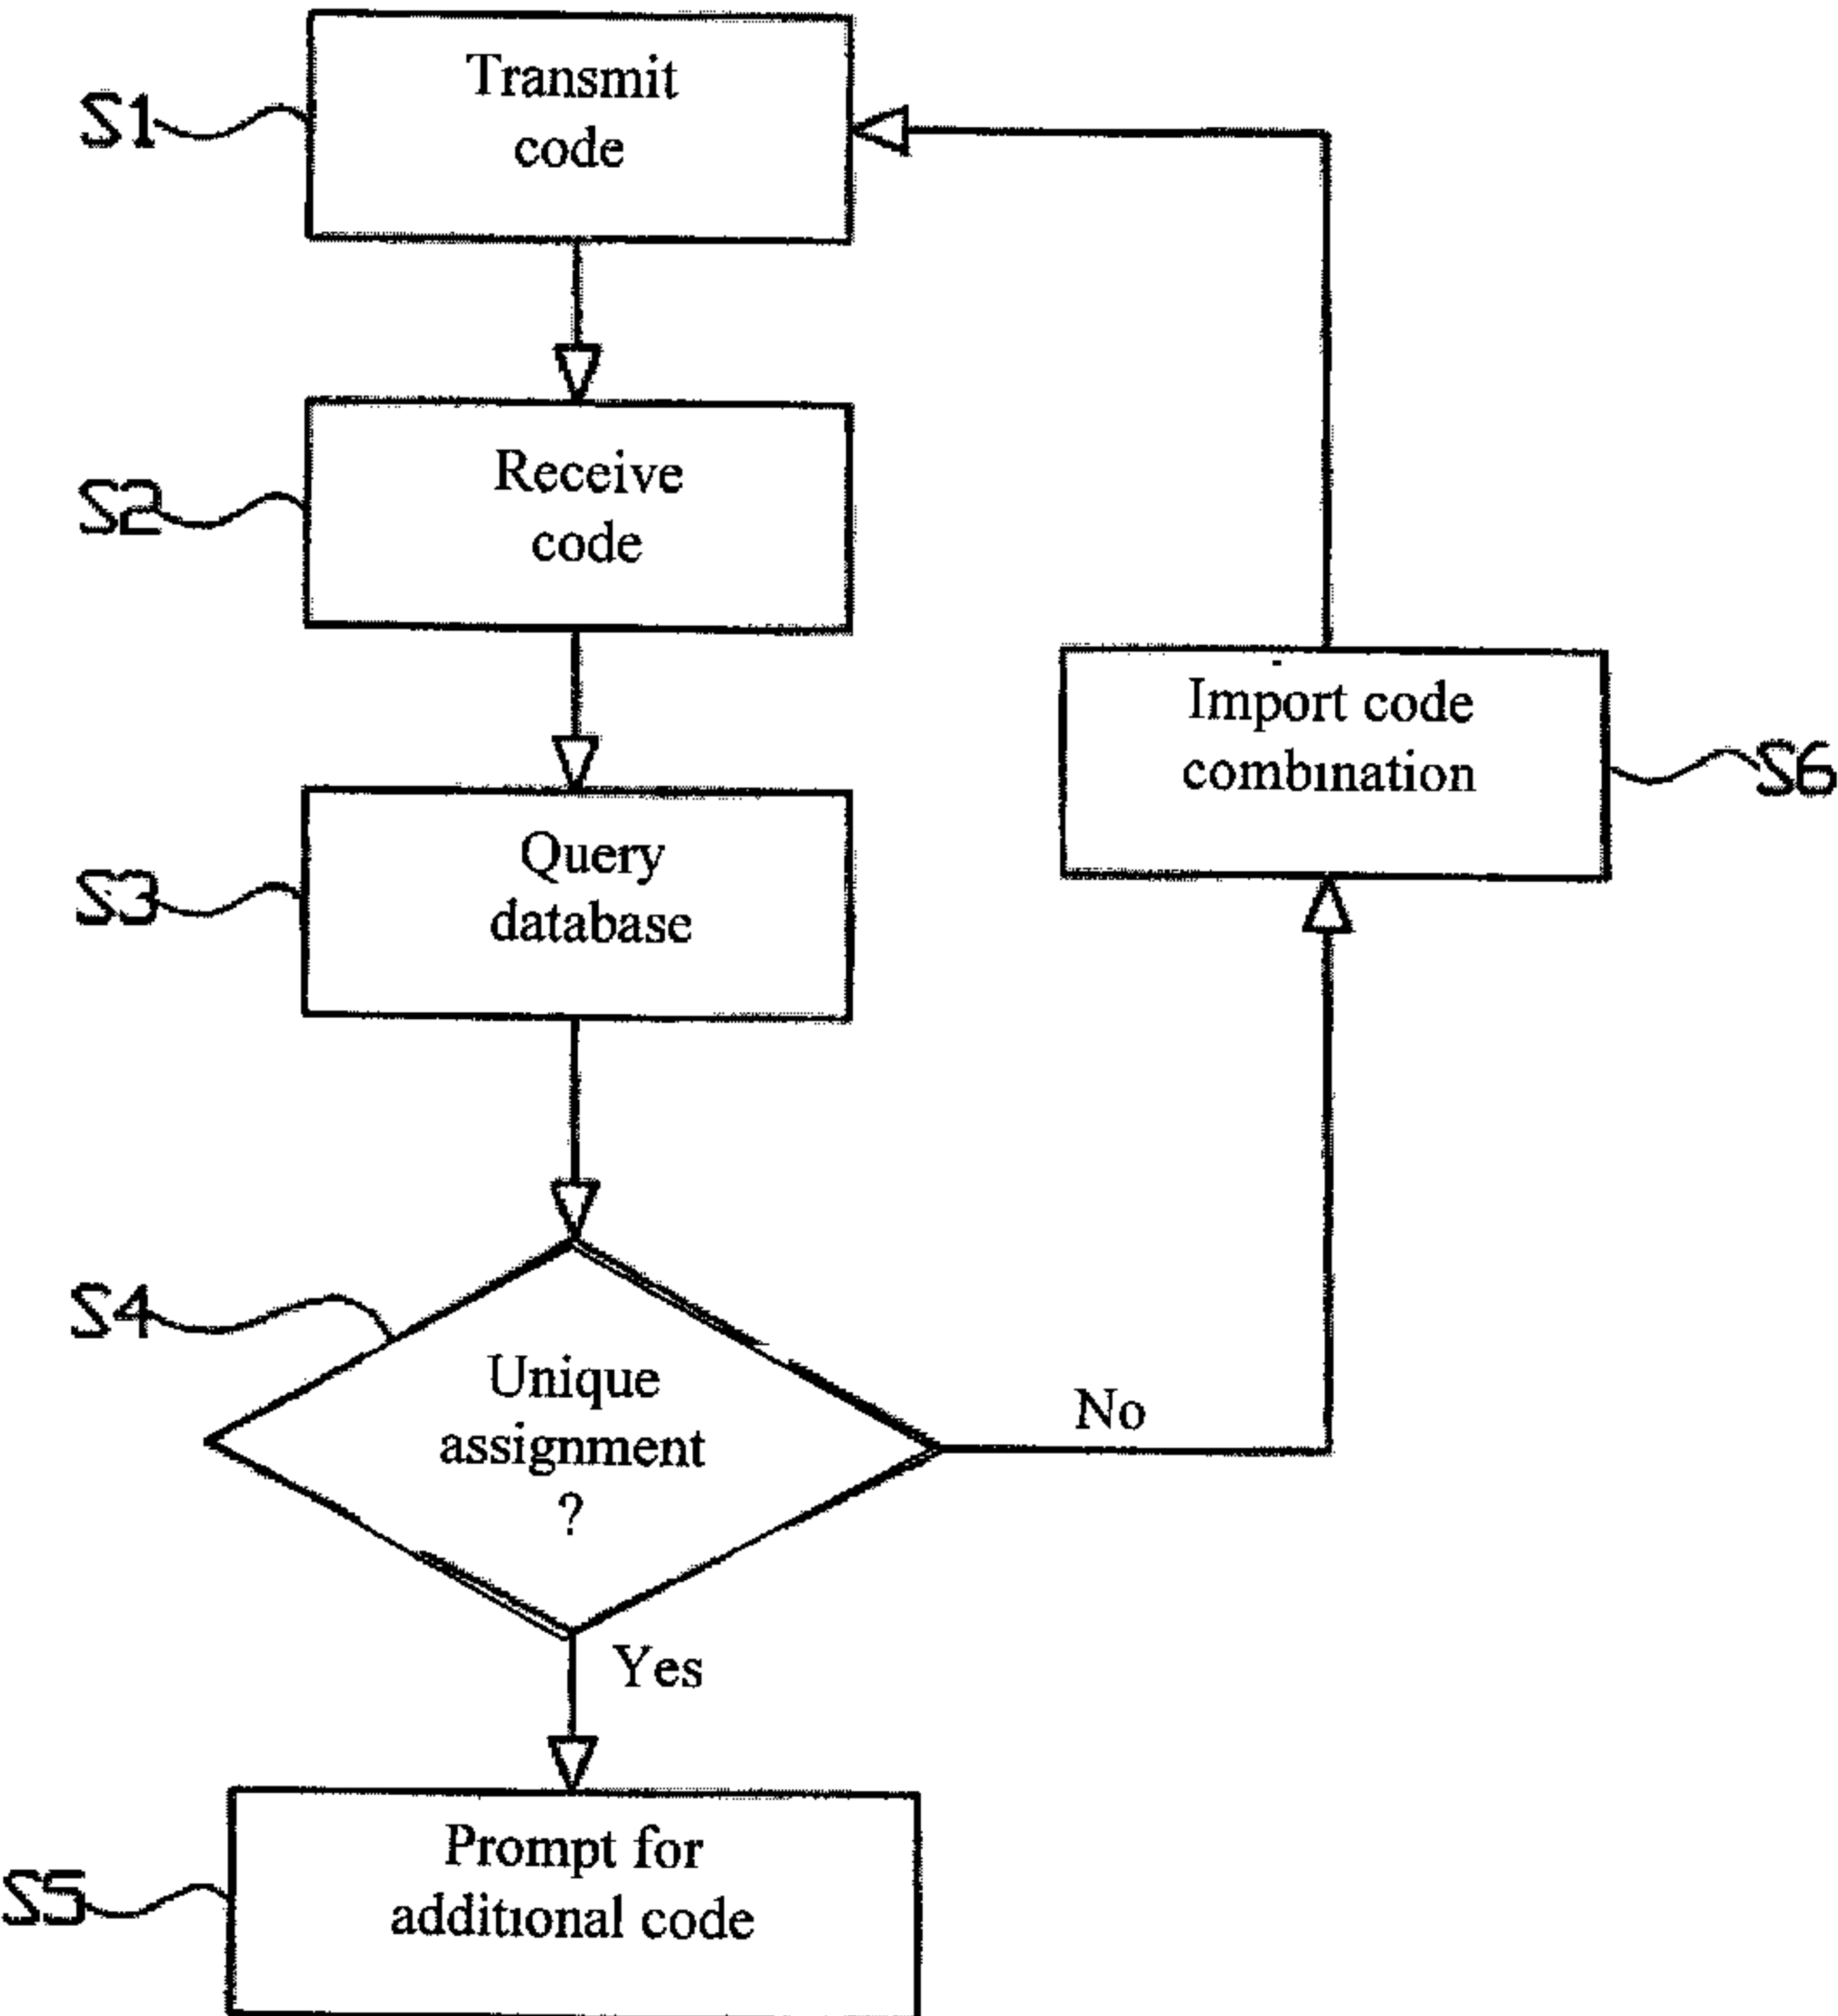 Transmit
code
S1
Receive
code
S2
Query
database
S3
Import code
combination
S6
Unique
assignment
?
S4
No
Yes
Prompt for
additional code
S5